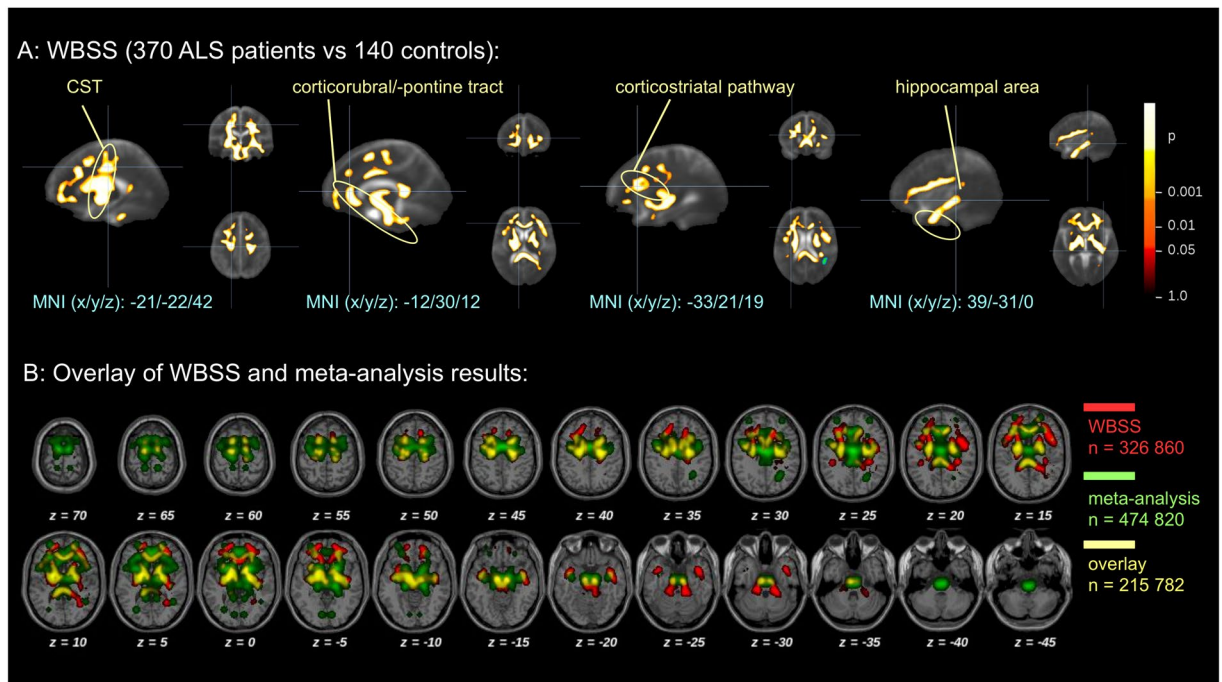 A: WBSS (370 ALS patients vs 140 controls):
CST
corticorubral/-pontine tract
corticostriatal pathway
hippocampal area
p
0.001
0.01
0.05
1.0
MNI (x/y/z): -21/-22/42
MNI (x/y/z): -12/30/12
MNI (x/y/z): -33/21/19
MNI (x/y/z): 39/-31/0
B: Overlay of WBSS and meta-analysis results:
WBSS
n = 326 860
meta-analysis
n = 474 820
overlay
n = 215 782
z = 70 z = 65 z = 60 z = 55 z = 50 z = 45 z = 40 z = 35 z = 30 z = 25 z = 20 z = 15
z = 10 z = 5 z = 0 z = -5 z = -10 z = -15 z = -20 z = -25 z = -30 z = -35 z = -40 z = -45